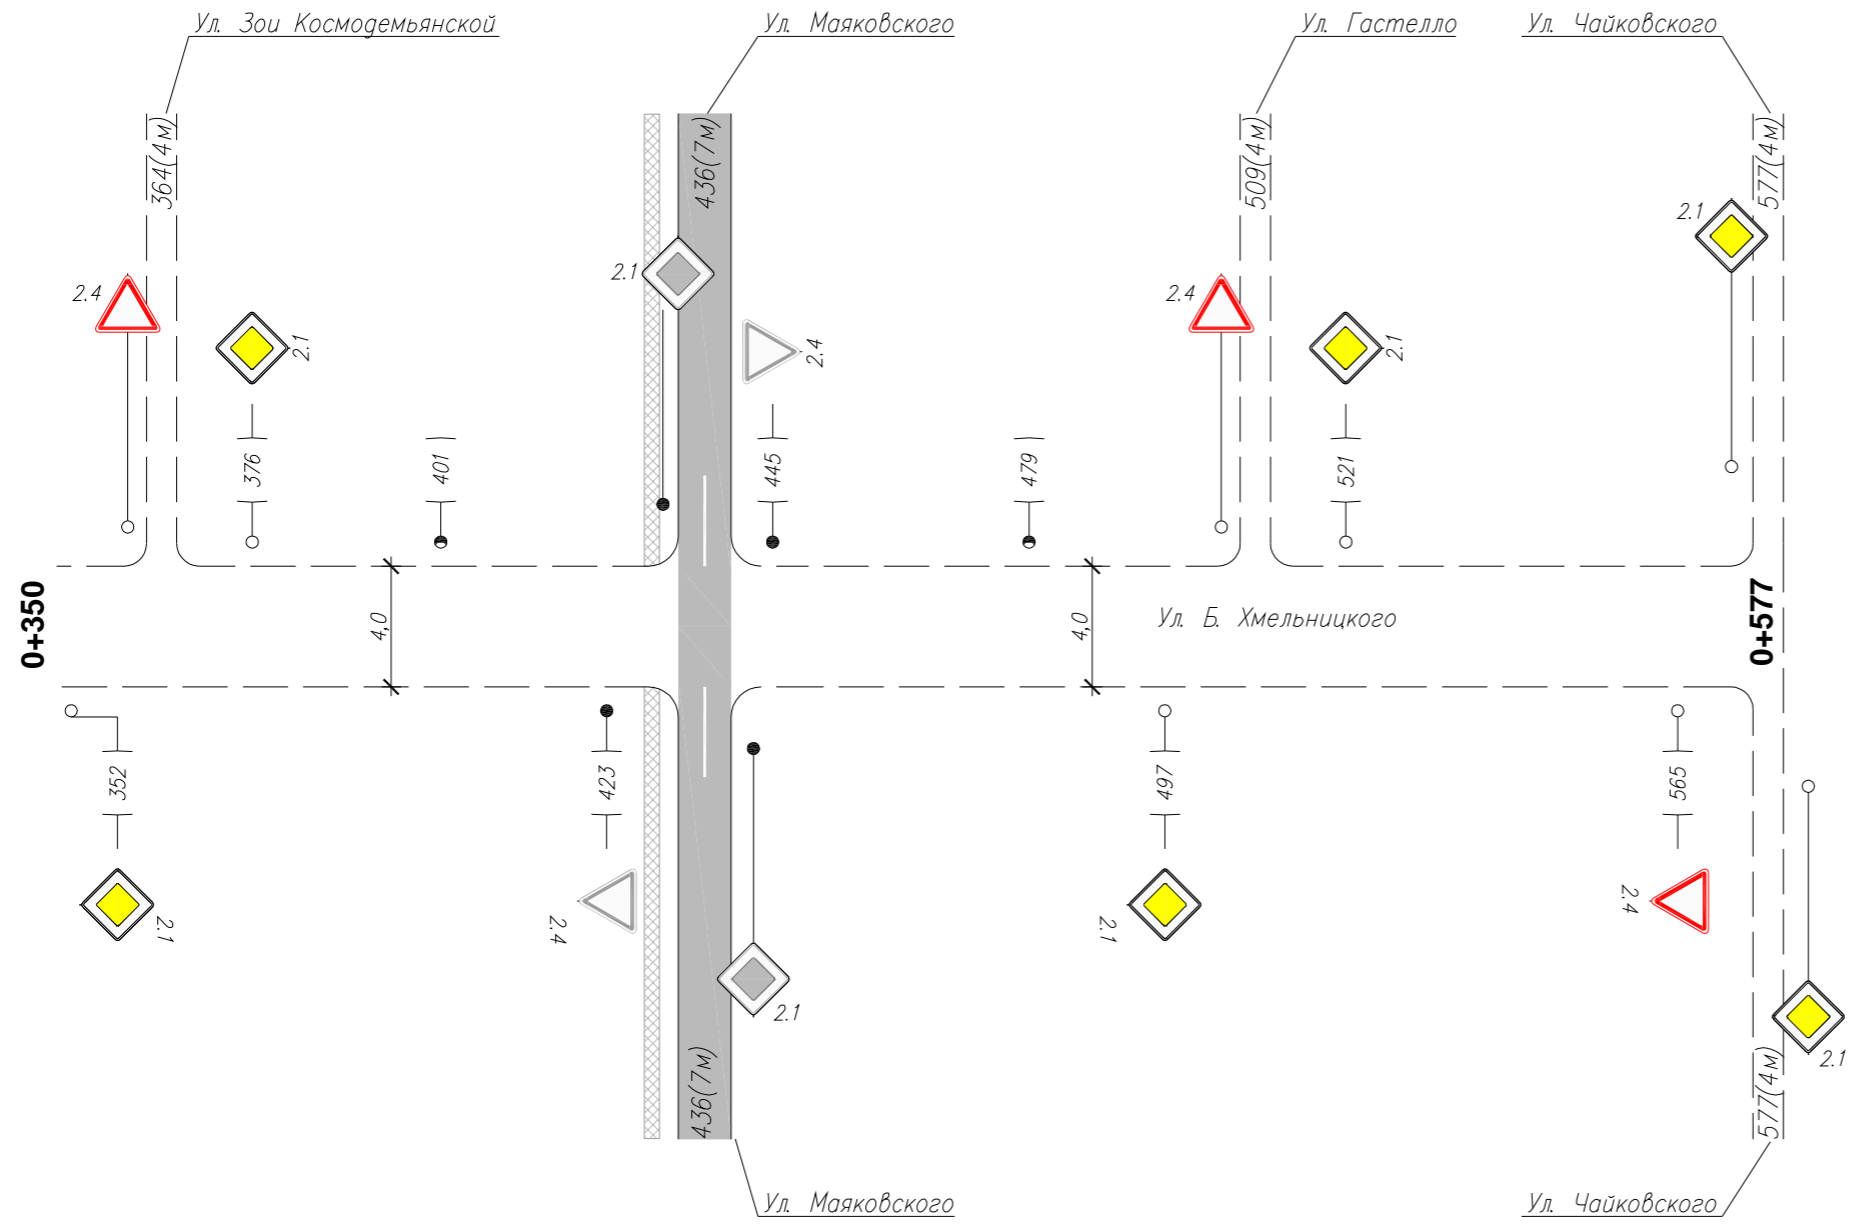 Ул. Зои Космодемьянской
Ул. Маяковского
Ул. Гастелло
Ул. Чайковского
364(4м)
436(7м)
509(4м)
577(4м)
2.4
2.1
2.1
2.4
2.4
2.1
2.1
376
401
445
479
521
0+350
4,0
4,0
Ул. Б. Хмельницкого
0+577
352
423
497
565
2.1
2.4
2.1
2.4
2.1
2.1
436(7м)
577(4м)
Ул. Маяковского
Ул. Чайковского